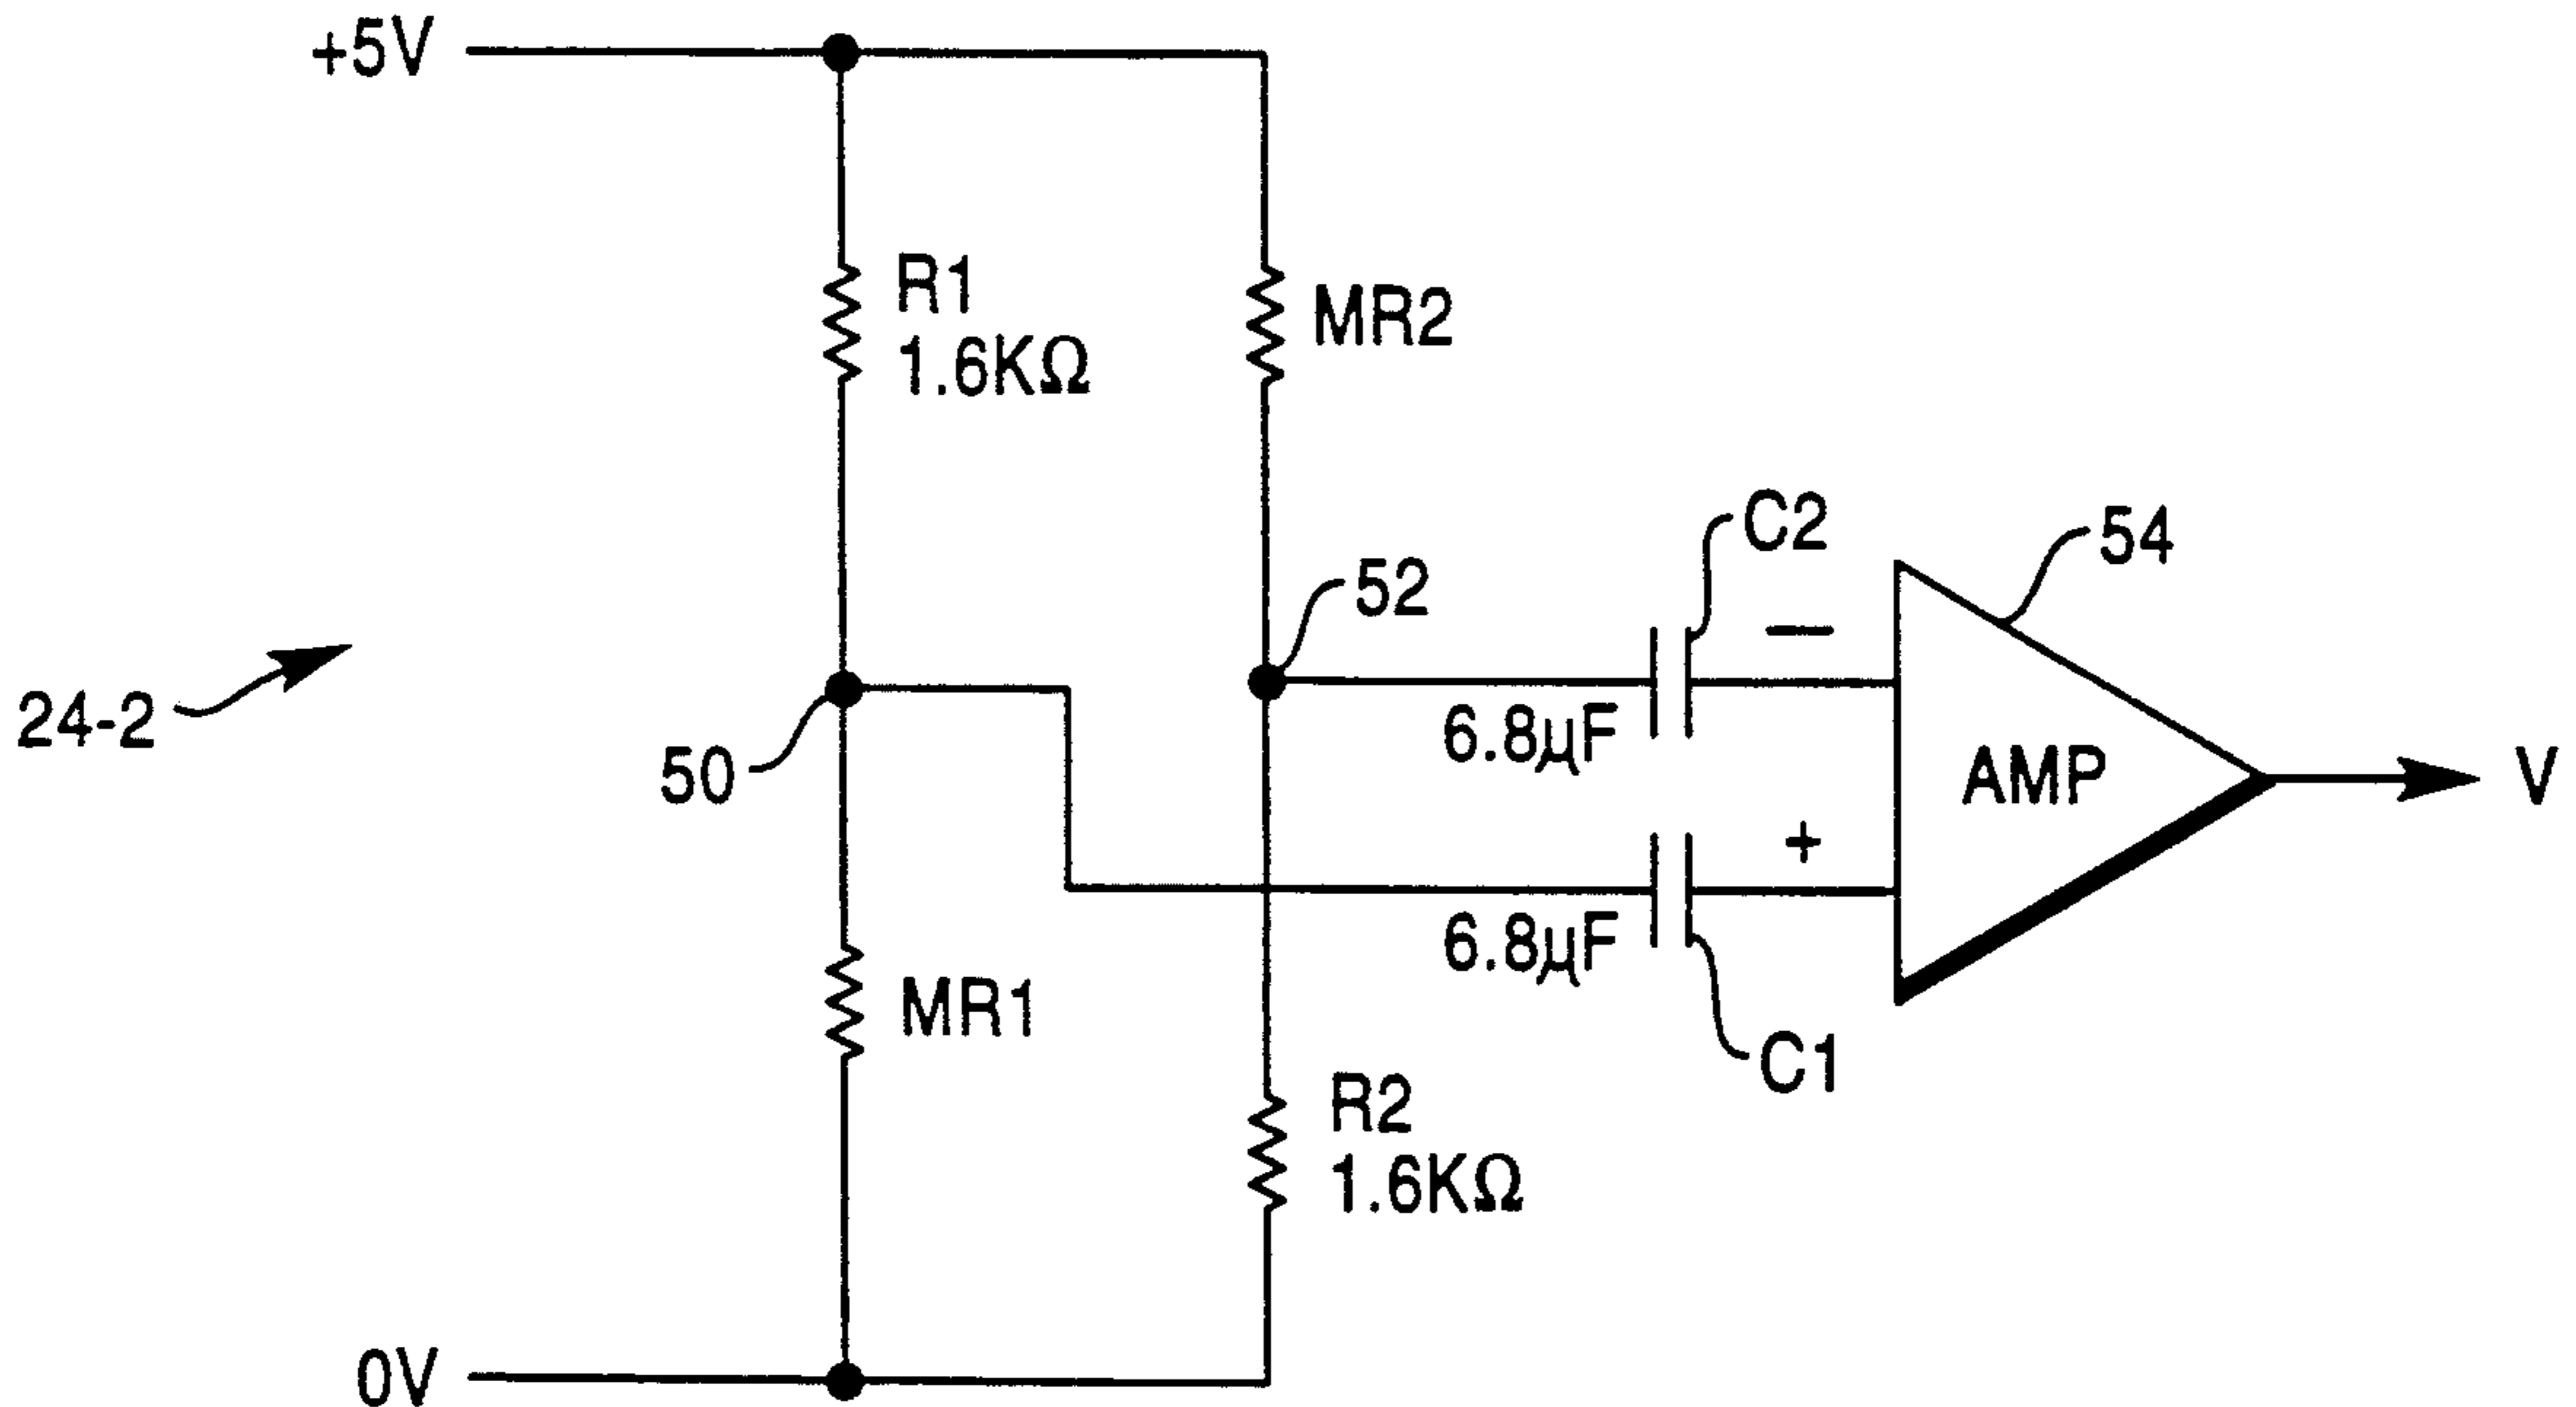 +5V
R1
1.6KΩ
MR2
C2
54
52
24-2
50
6.8µF
AMP
V
−
+
6.8µF
MR1
C1
R2
1.6KΩ
0V